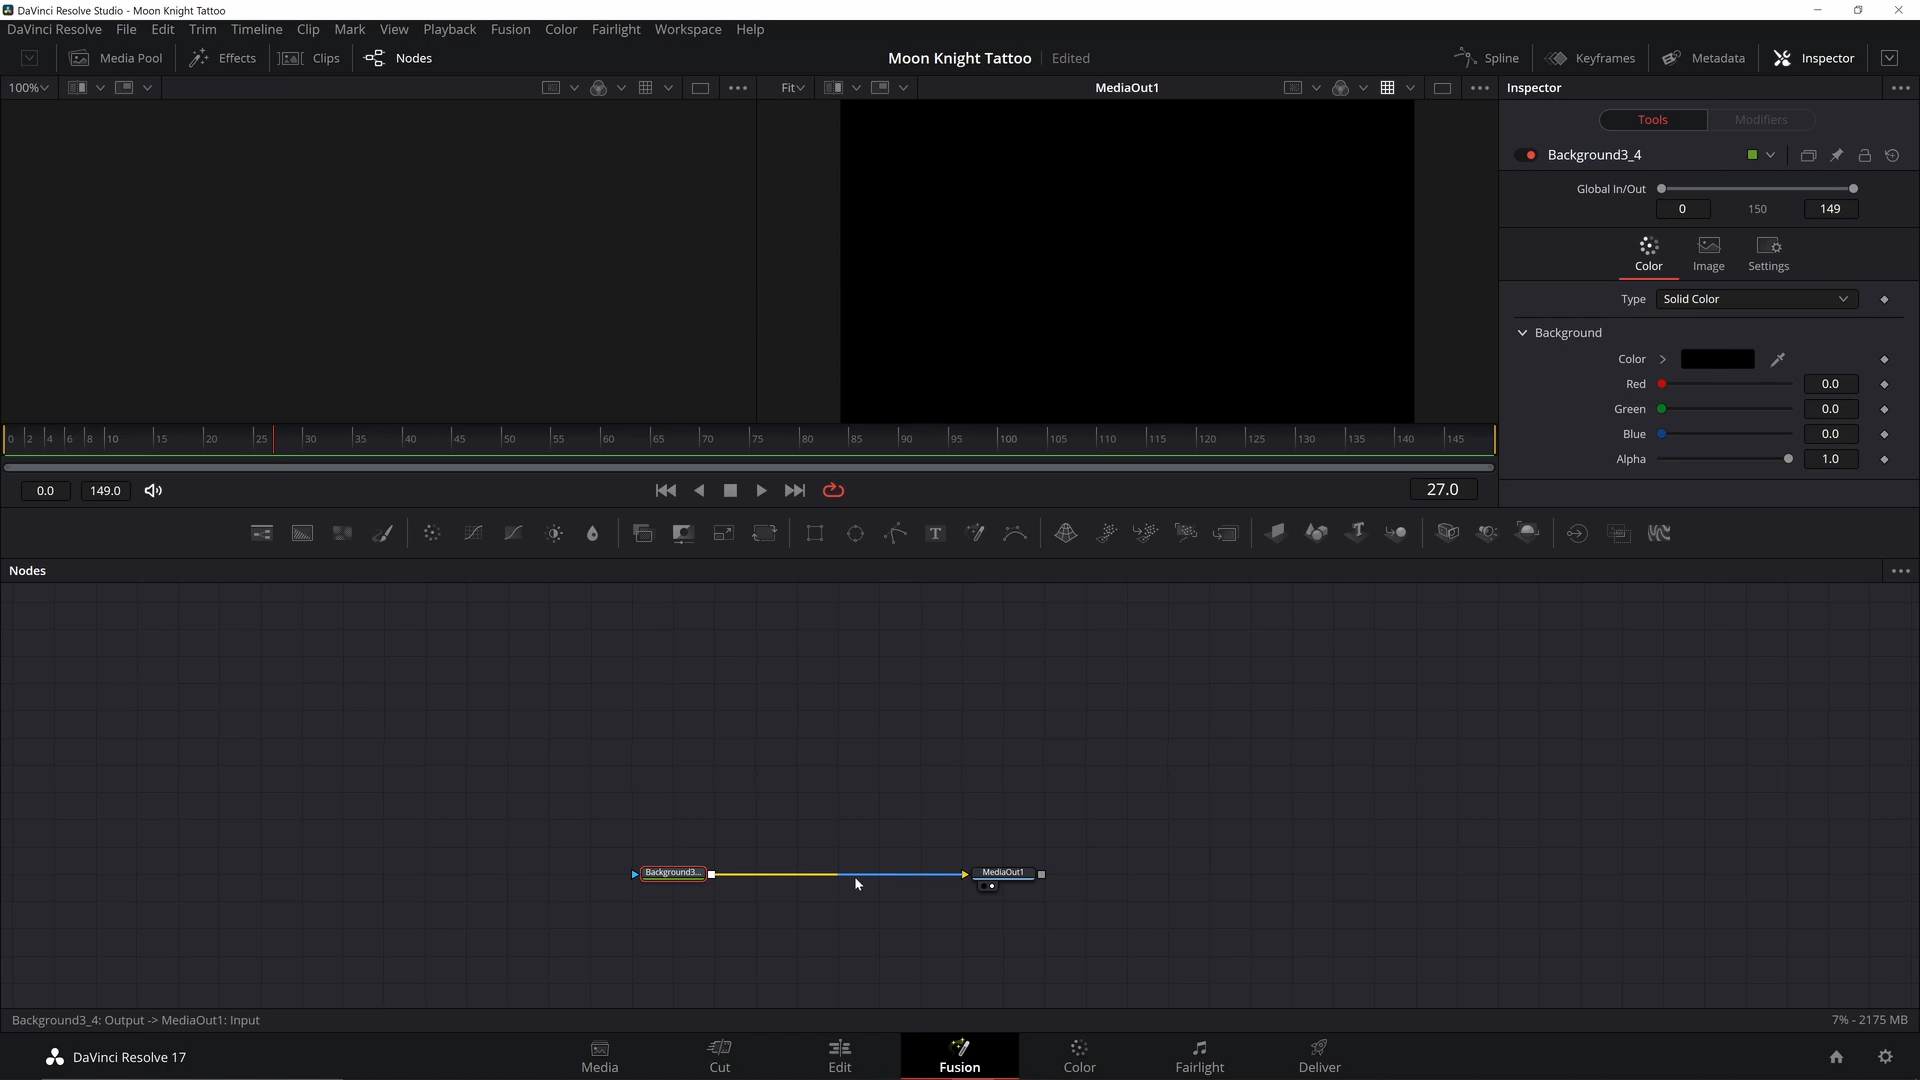 DaVinci Resolve Studio - Moon Knight Tattoo
DaVinci Resolve File Edit Trim Timeline Clip Mark View Playback Fusion Color Fairlight Workspace Help
Media Pool Effects Clips Nodes Moon Knight Tattoo Edited Spline Keyframes Metadata Inspector
100% Fit MediaOut1 Inspector
Tools Modifiers
Background3_4
Global In/Out
0 150 149
Color Image Settings
Type Solid Color
Background
Color
Red 0.0
Green 0.0
Blue 0.0
Alpha 1.0
0 2 4 6 8 10 15 20 25 30 35 40 45 50 55 60 65 70 75 80 85 90 95 100 105 110 115 120 125 130 135 140 145
0.0 149.0 27.0
T T
Nodes
Background3... MediaOut1
Background3_4: Output -> MediaOut1: Input 7% - 2175 MB
DaVinci Resolve 17 Media Cut Edit Fusion Color Fairlight Deliver